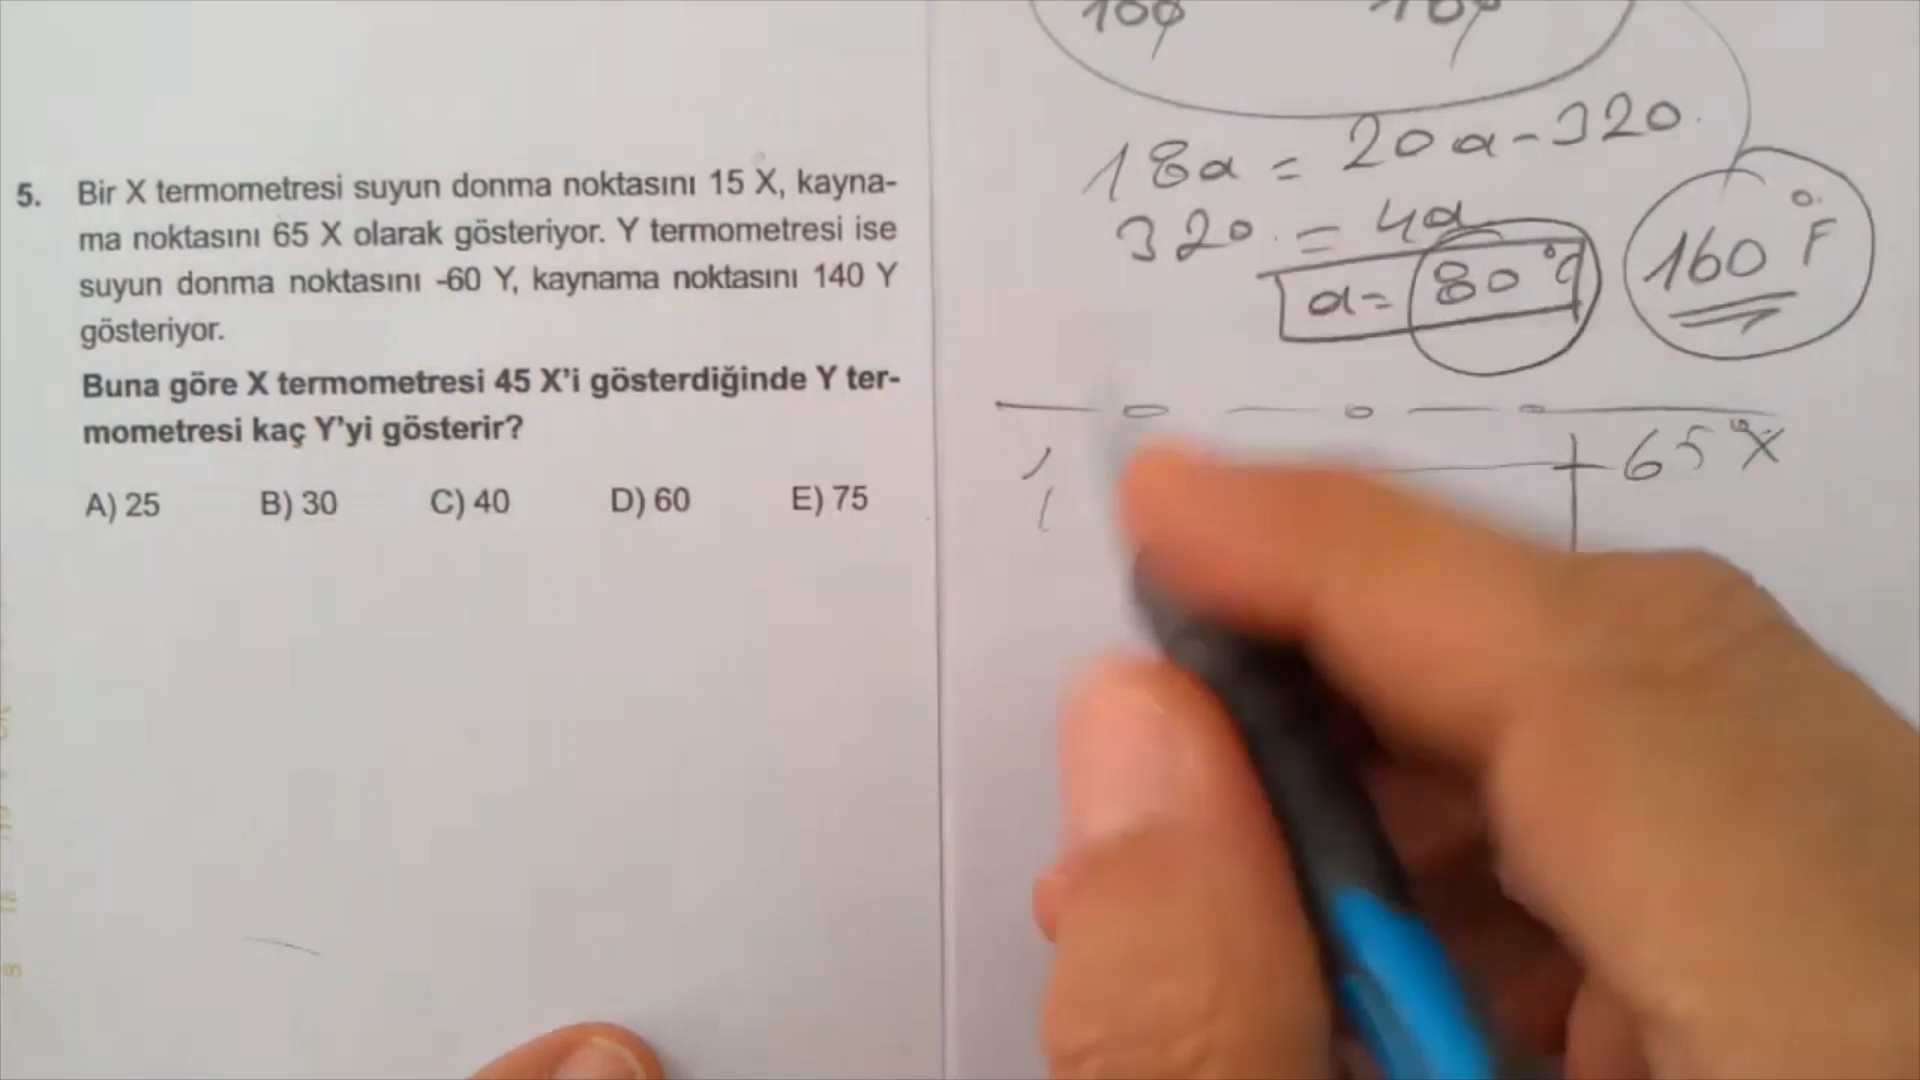 5. Bir X termometresi suyun donma noktasını 15 X, kayna-
ma noktasını 65 X olarak gösteriyor. Y termometresi ise
suyun donma noktasını -60 Y, kaynama noktasını 140 Y
gösteriyor.
Buna göre X termometresi 45 X'i gösterdiğinde Y ter-
mometresi kaç Y'yi gösterir?
A) 25 B) 30 C) 40 D) 60 E) 75
18a = 20a - 320
320 = 4a
a = 80 °C
160 °F
65 °X